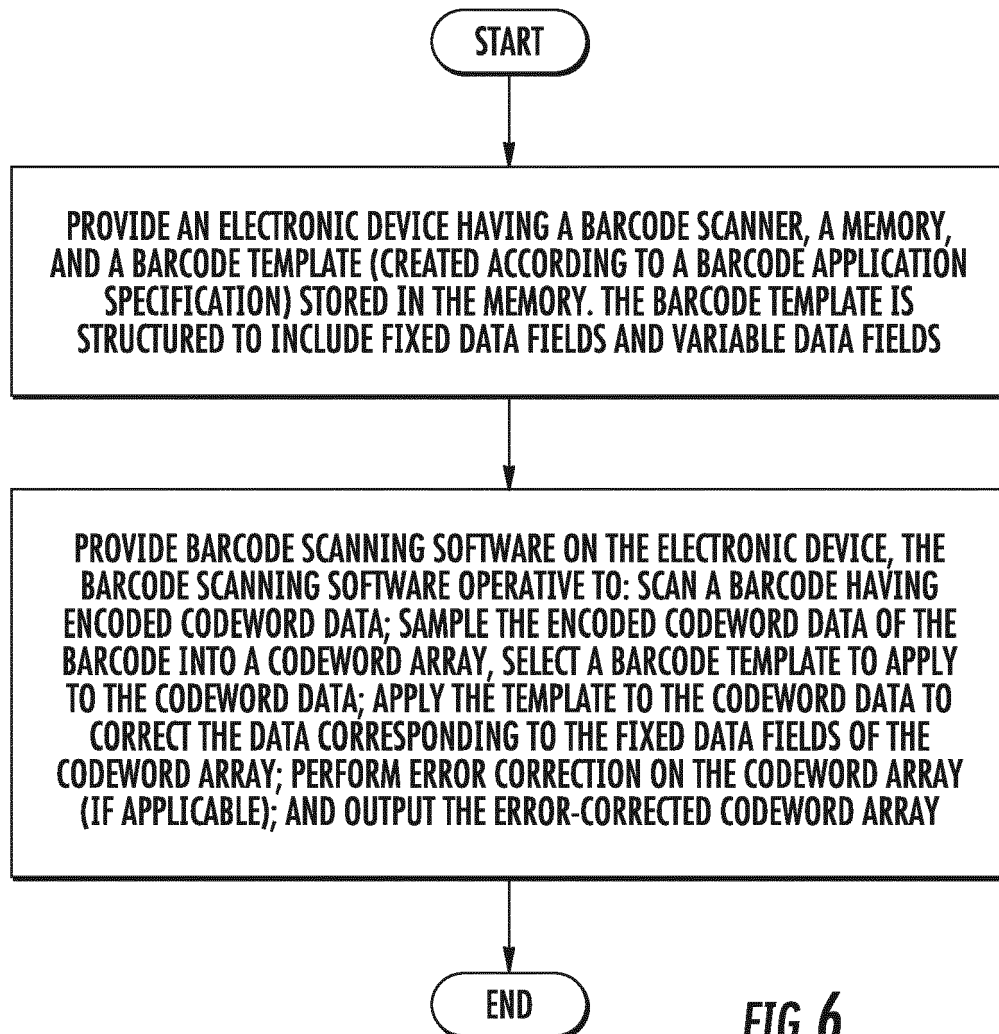 START
PROVIDE AN ELECTRONIC DEVICE HAVING A BARCODE SCANNER, A MEMORY,
AND A BARCODE TEMPLATE (CREATED ACCORDING TO A BARCODE APPLICATION
SPECIFICATION) STORED IN THE MEMORY. THE BARCODE TEMPLATE IS
STRUCTURED TO INCLUDE FIXED DATA FIELDS AND VARIABLE DATA FIELDS
PROVIDE BARCODE SCANNING SOFTWARE ON THE ELECTRONIC DEVICE, THE
BARCODE SCANNING SOFTWARE OPERATIVE TO: SCAN A BARCODE HAVING
ENCODED CODEWORD DATA; SAMPLE THE ENCODED CODEWORD DATA OF THE
BARCODE INTO A CODEWORD ARRAY, SELECT A BARCODE TEMPLATE TO APPLY
TO THE CODEWORD DATA; APPLY THE TEMPLATE TO THE CODEWORD DATA TO
CORRECT THE DATA CORRESPONDING TO THE FIXED DATA FIELDS OF THE
CODEWORD ARRAY; PERFORM ERROR CORRECTION ON THE CODEWORD ARRAY
(IF APPLICABLE); AND OUTPUT THE ERROR-CORRECTED CODEWORD ARRAY
END
FIG. 6